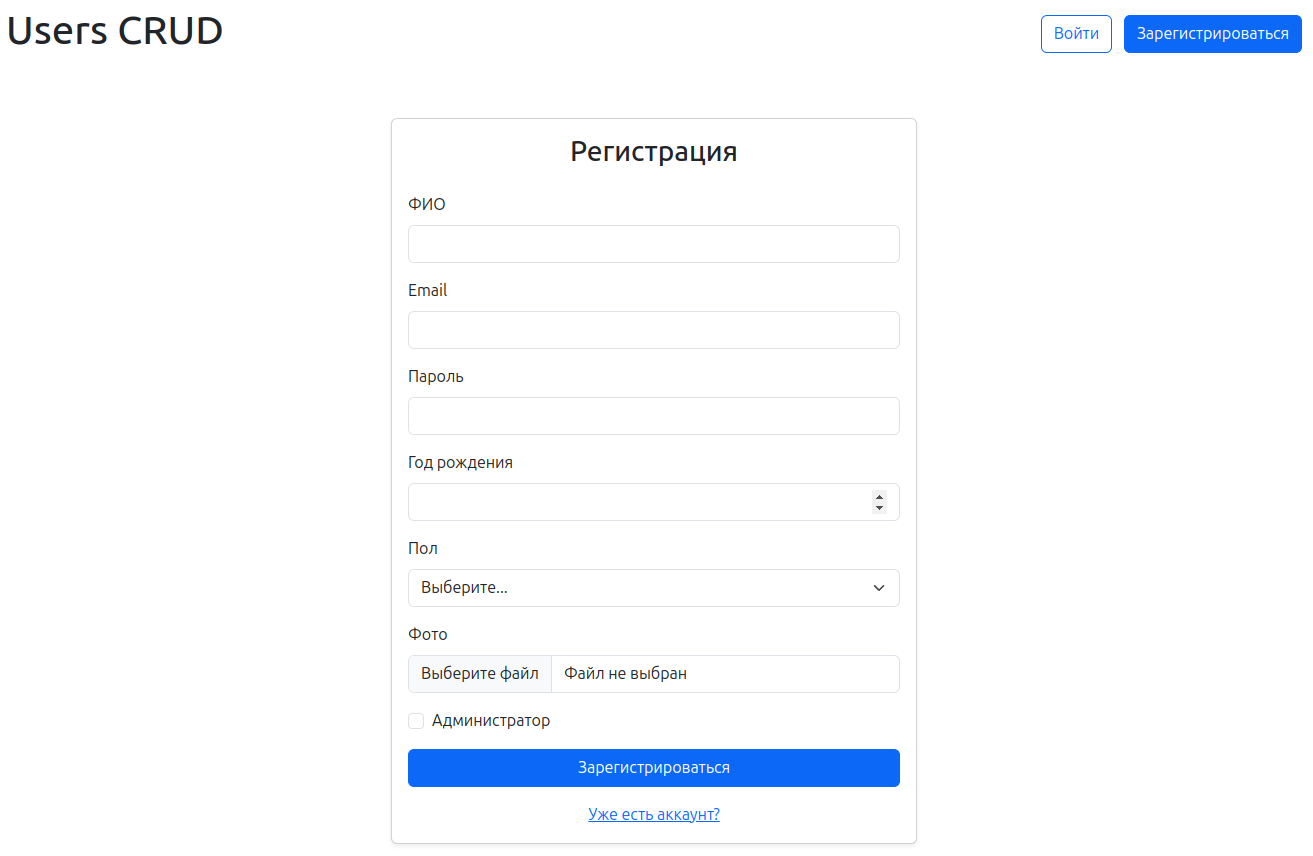 Users CRUD
Войти
Зарегистрироваться
Регистрация
ФИО
Email
Пароль
Год рождения
Пол
Выберите...
Фото
Выберите файл
Файл не выбран
Администратор
Зарегистрироваться
Уже есть аккаунт?